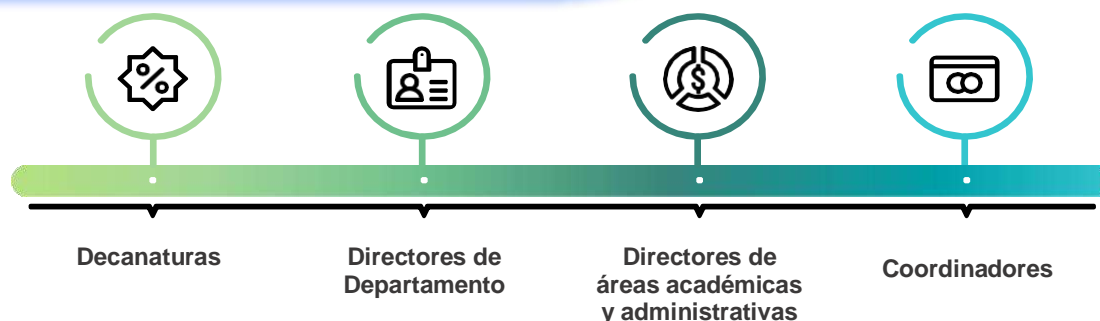 Decanaturas
Directores de
Departamento
Directores de
áreas académicas
y administrativas
Coordinadores